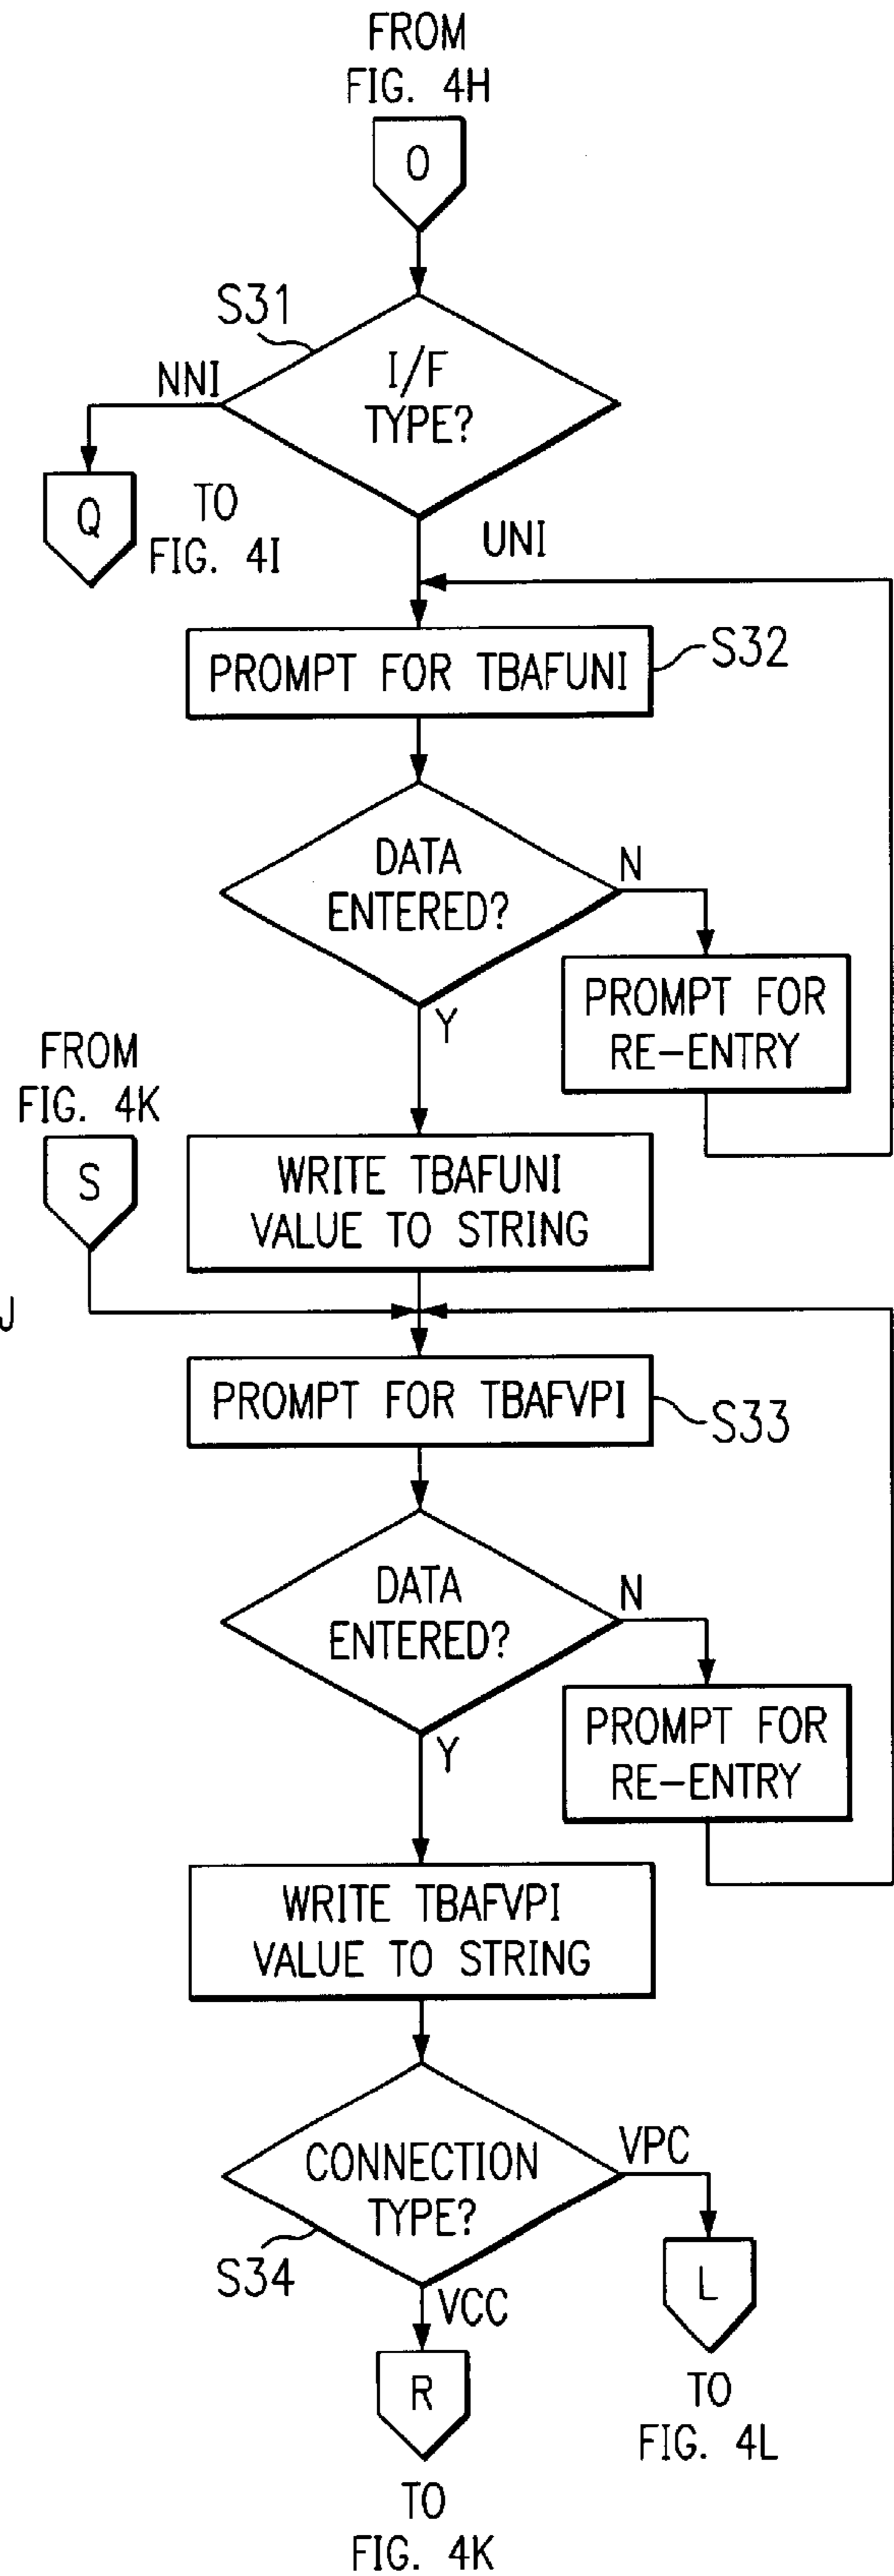 FROM
FIG. 4H
O
S31
NNI
I/F
TYPE?
Q
TO
FIG. 4I
UNI
PROMPT FOR TBAFUNI
S32
DATA
ENTERED?
N
PROMPT FOR
RE-ENTRY
Y
FROM
FIG. 4K
S
WRITE TBAFUNI
VALUE TO STRING
J
PROMPT FOR TBAFVPI
S33
DATA
ENTERED?
N
PROMPT FOR
RE-ENTRY
Y
WRITE TBAFVPI
VALUE TO STRING
CONNECTION
TYPE?
VPC
S34
L
VCC
R
TO
FIG. 4L
TO
FIG. 4K